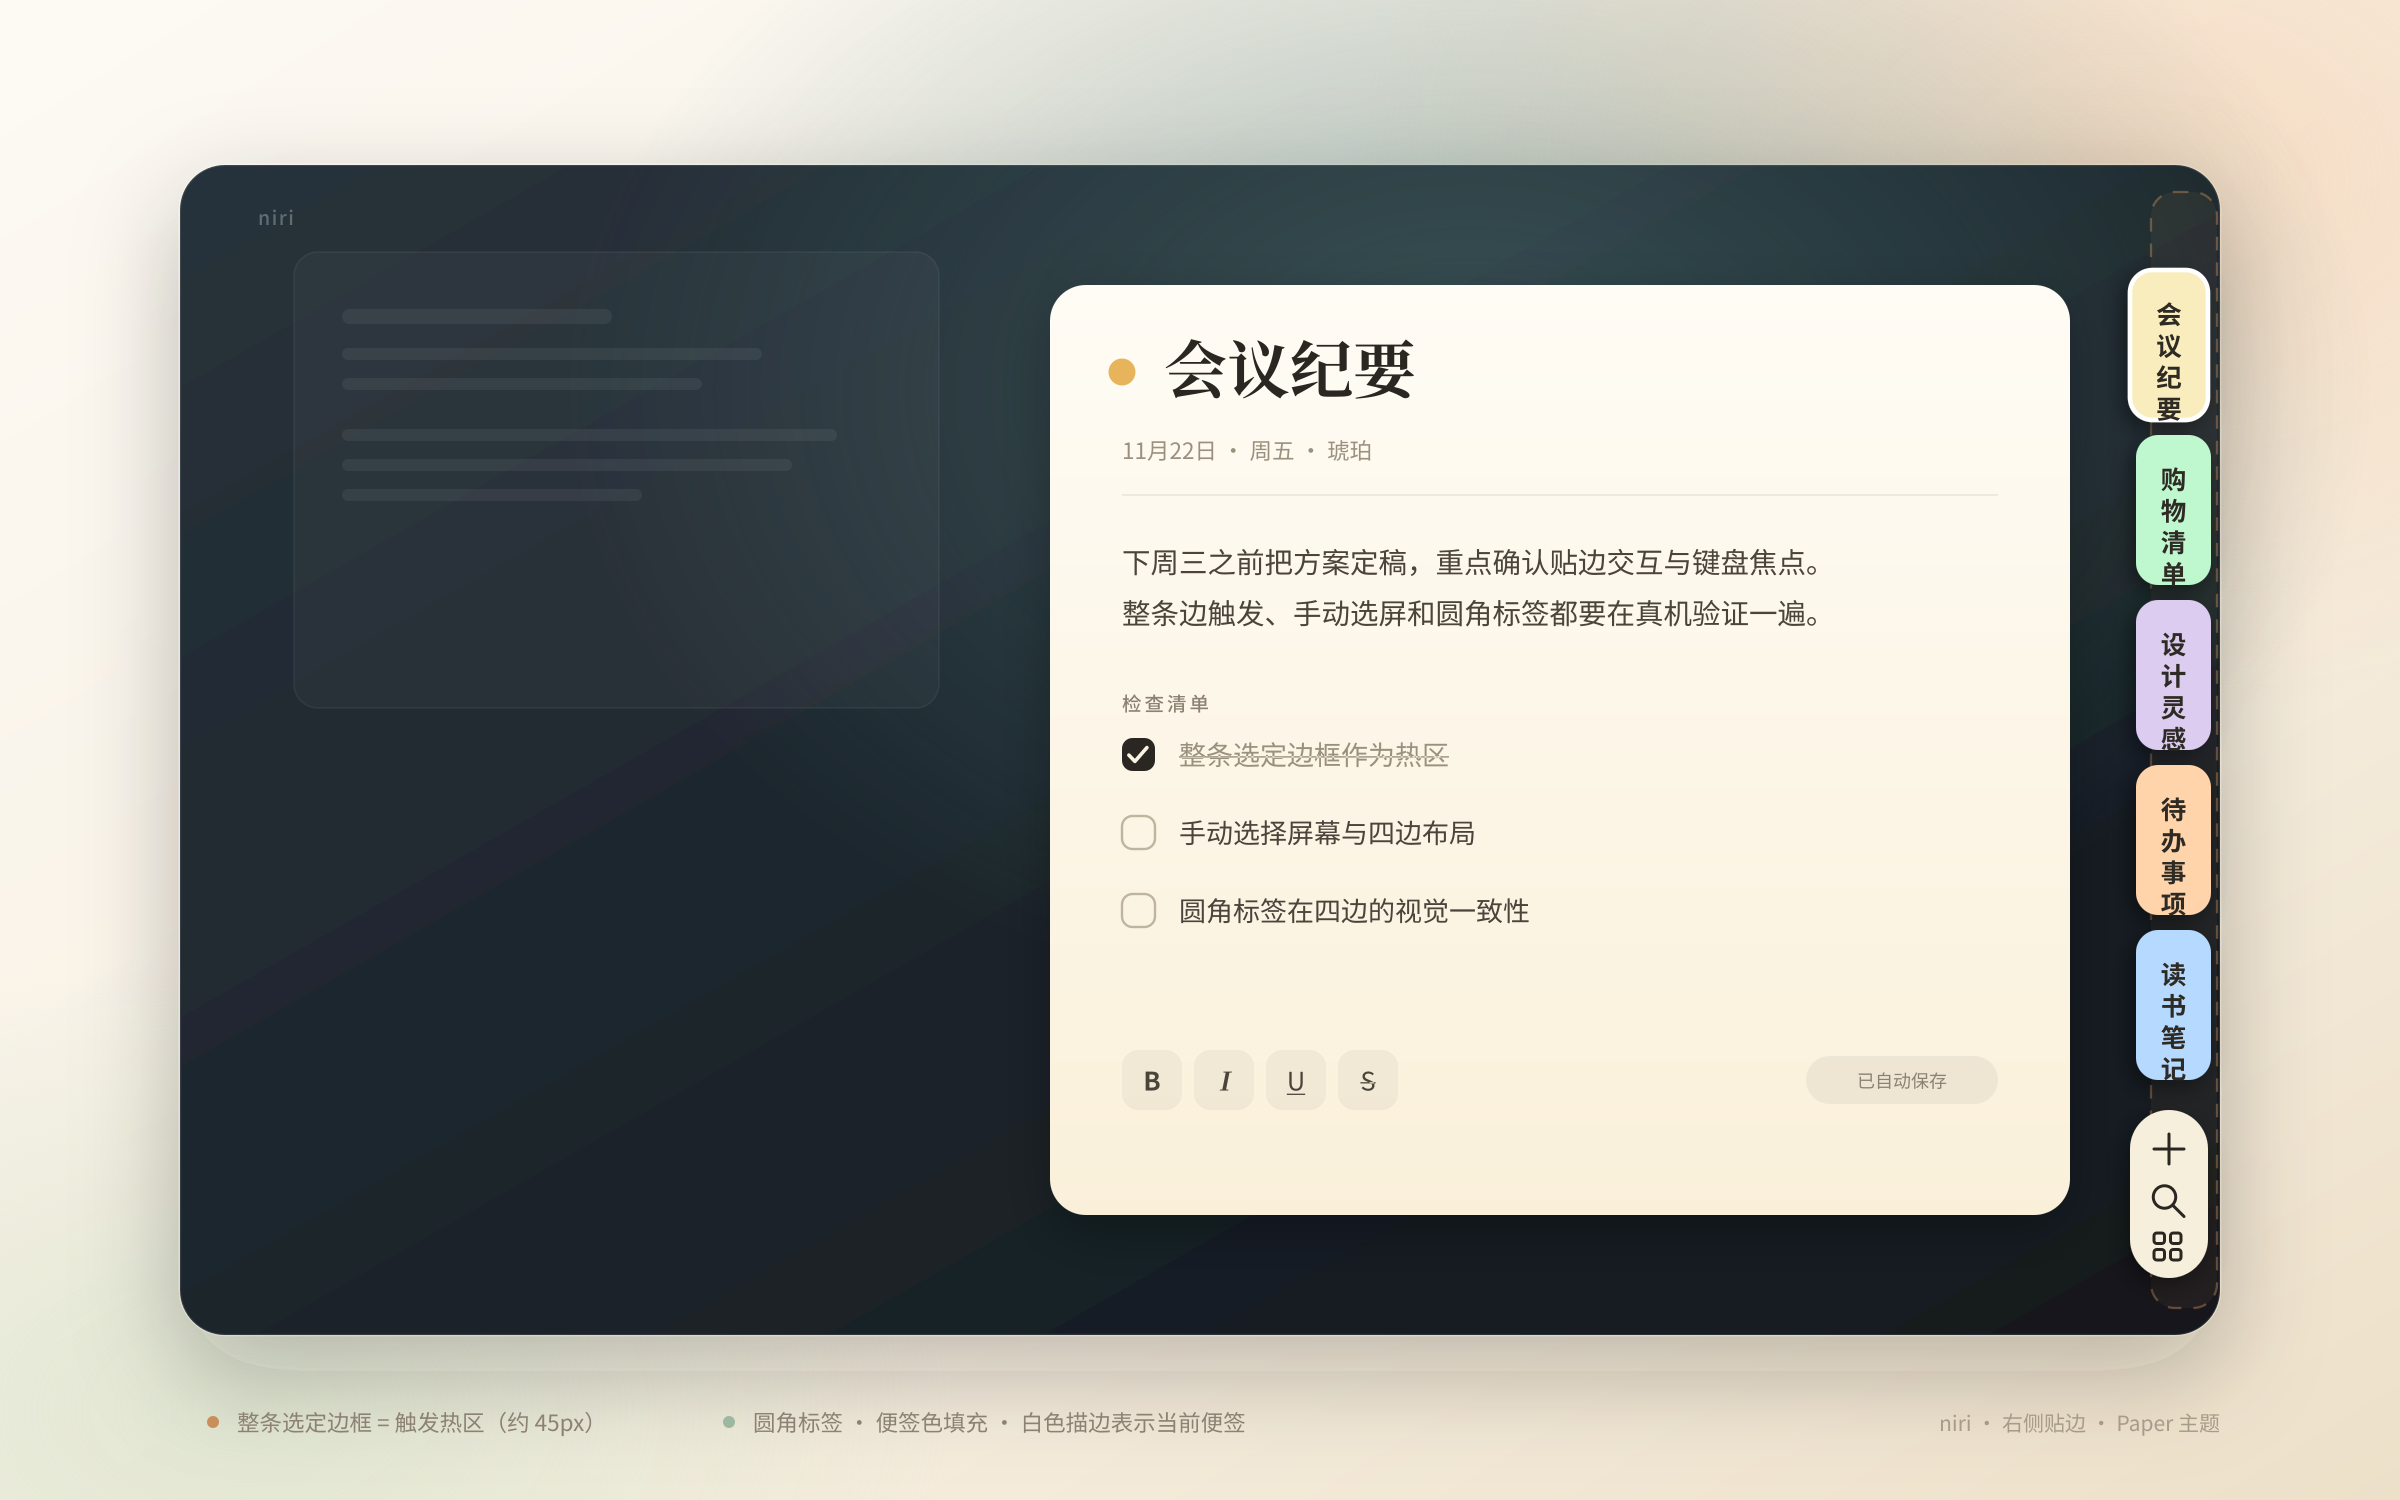 niri
会议纪要
11月22日 · 周五 · 琥珀
下周三之前把方案定稿，重点确认贴边交互与键盘焦点。
整条边触发、手动选屏和圆角标签都要在真机验证一遍。
检查清单
整条选定边框作为热区
手动选择屏幕与四边布局
圆角标签在四边的视觉一致性
B I U S
已自动保存
会议纪要
购物清单
设计灵感
待办事项
读书笔记
整条选定边框 = 触发热区（约 45px）
圆角标签 · 便签色填充 · 白色描边表示当前便签
niri · 右侧贴边 · Paper 主题